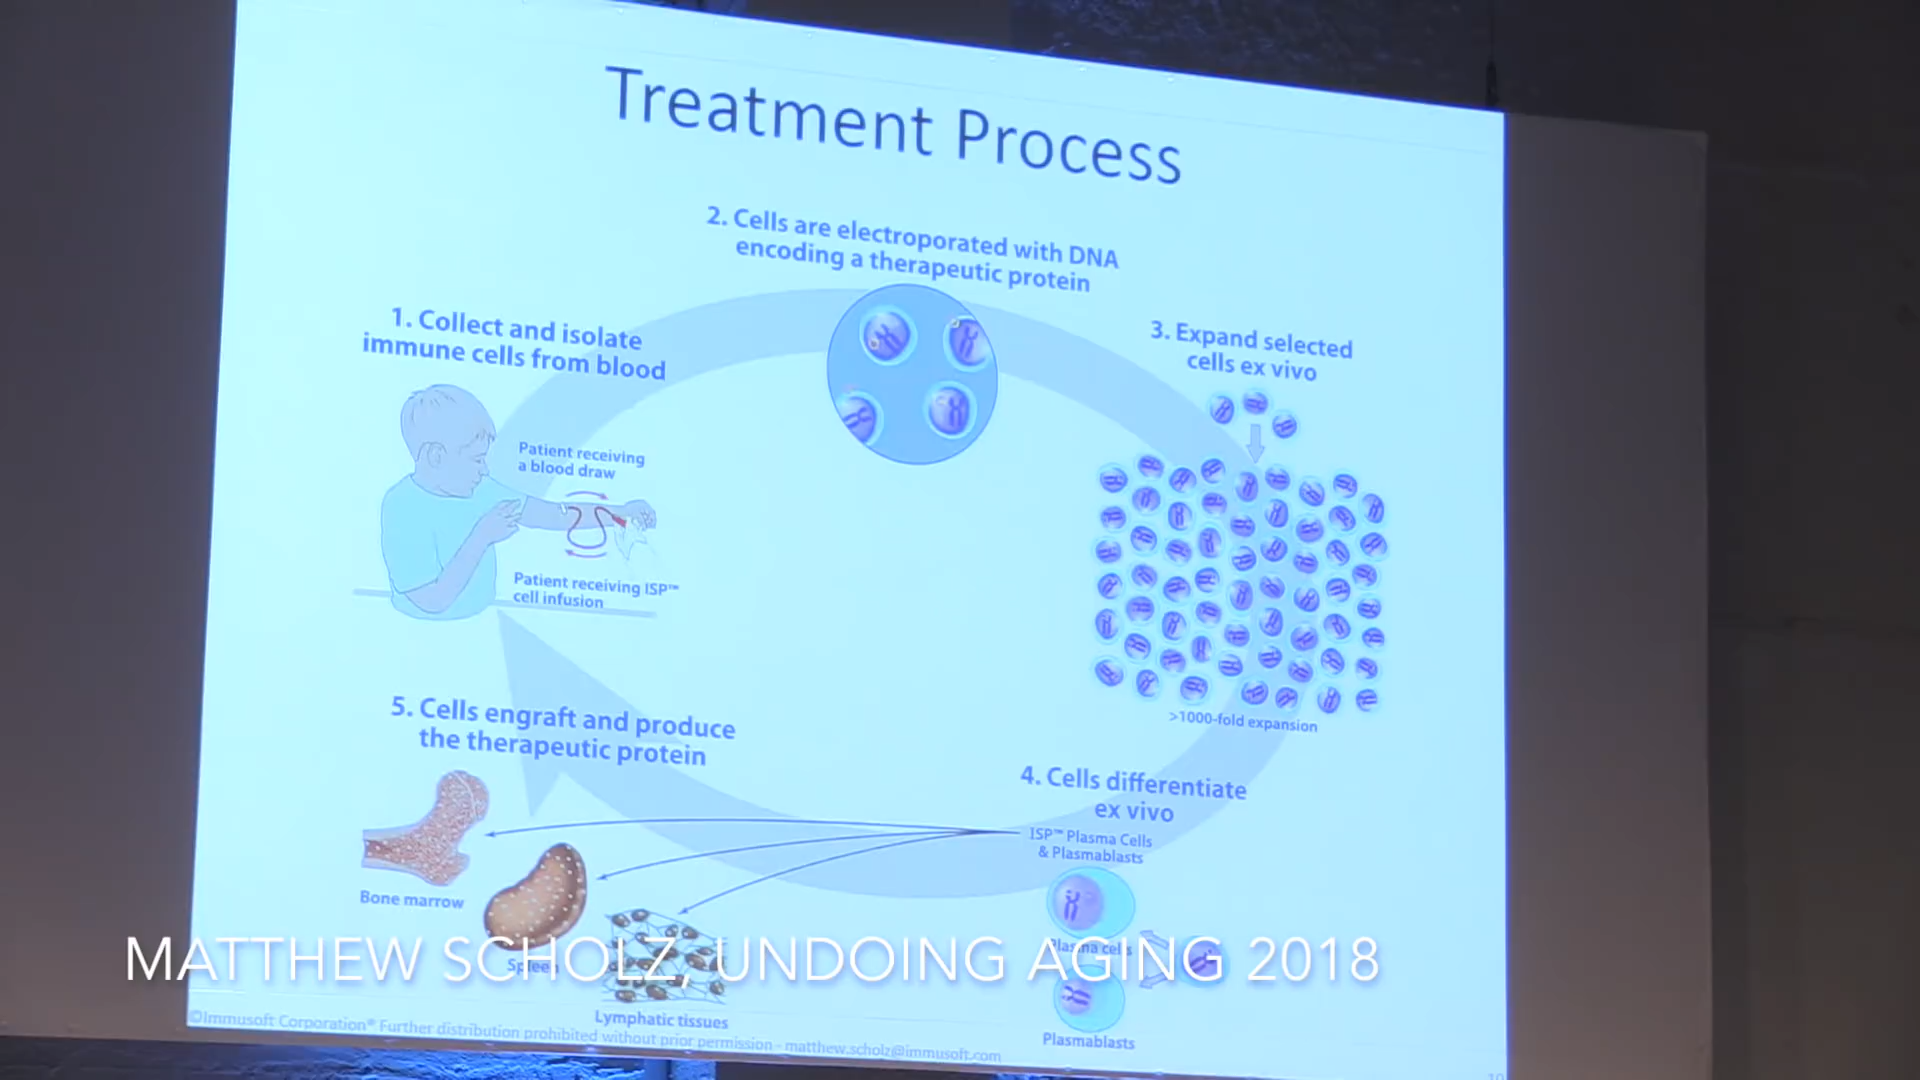 Treatment Process
2. Cells are electroporated with DNA
encoding a therapeutic protein
1. Collect and isolate
immune cells from blood
3. Expand selected
cells ex vivo
Patient receiving
a blood draw
Patient receiving ISP™
cell infusion
>1000-fold expansion
5. Cells engraft and produce
the therapeutic protein
4. Cells differentiate
ex vivo
ISP™ Plasma Cells
& Plasmablasts
Bone marrow
Plasma cells
Spleen
MATTHEW SCHOLZ, UNDOING AGING 2018
Lymphatic tissues
Plasmablasts
©Immusoft Corporation® Further distribution prohibited without prior permission - matthew.scholz@immusoft.com